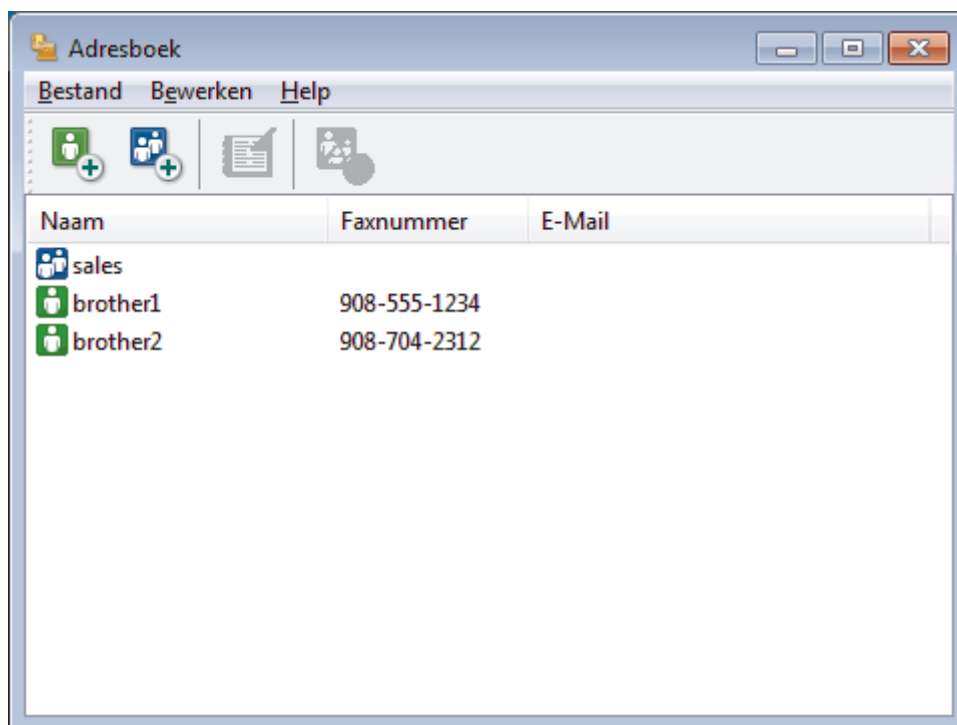 Adresboek
Bestand Bewerken Help
Naam Faxnummer E-Mail
sales
brother1 908-555-1234
brother2 908-704-2312